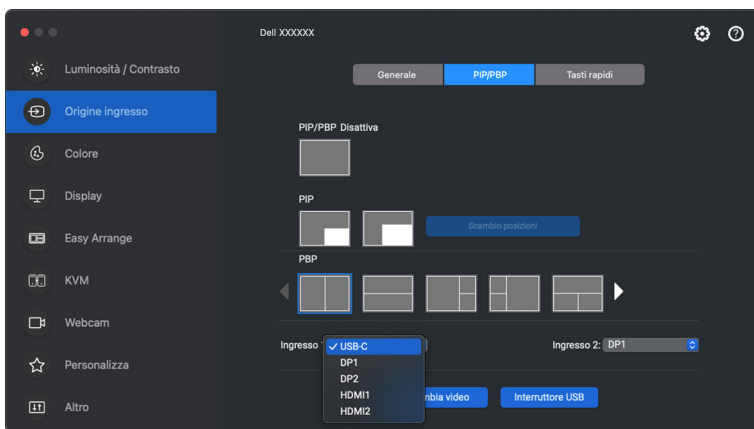 Dell XXXXXX
Luminosità / Contrasto
Origine ingresso
Colore
Display
Easy Arrange
KVM
Webcam
Personalizza
Altro
Generale
PIP/PBP
Tasti rapidi
PIP/PBP Disattiva
PIP
Scambio posizioni
PBP
Ingresso
✓ USB-C
DP1
DP2
HDMI1
HDMI2
Ingresso 2: DP1
video
Interruttore USB